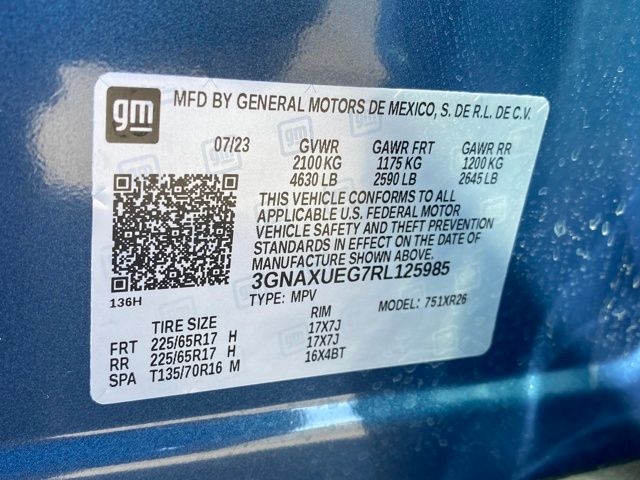 gm MFD BY GENERAL MOTORS DE MEXICO, S. DE R.L. DE C.V.
07/23 GVWR GAWR FRT GAWR RR
2100 KG 1175 KG 1200 KG
4630 LB 2590 LB 2645 LB
THIS VEHICLE CONFORMS TO ALL
APPLICABLE U.S. FEDERAL MOTOR
VEHICLE SAFETY AND THEFT PREVENTION
STANDARDS IN EFFECT ON THE DATE OF
MANUFACTURE SHOWN ABOVE.
3GNAXUEG7RL125985
136H TYPE: MPV MODEL: 751XR26
TIRE SIZE RIM
FRT 225/65R17 H 17X7J
RR 225/65R17 H 17X7J
SPA T135/70R16 M 16X4BT